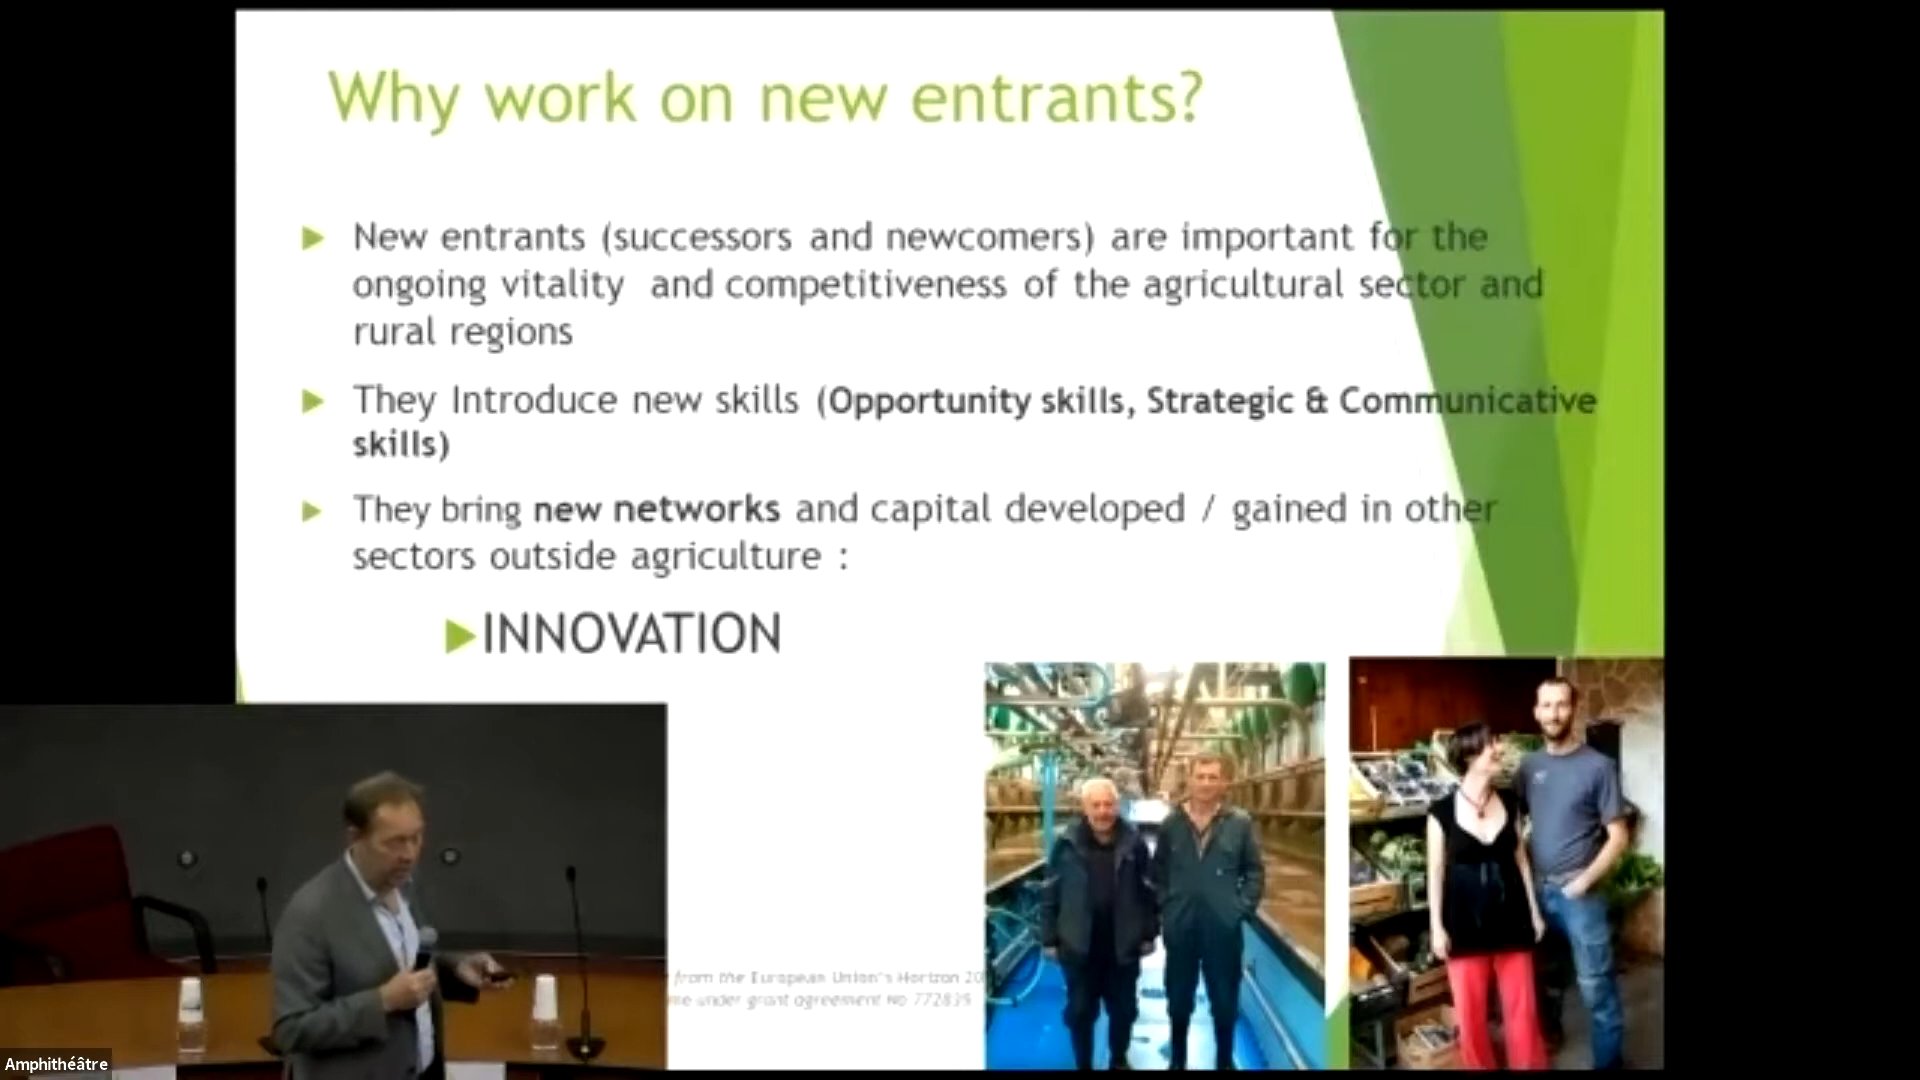 Why work on new entrants?
New entrants (successors and newcomers) are important for the
ongoing vitality and competitiveness of the agricultural sector and
rural regions
They Introduce new skills (Opportunity skills, Strategic & Communicative
skills)
They bring new networks and capital developed / gained in other
sectors outside agriculture :
INNOVATION
from the European Union's Horizon 20
under grant agreement No 772835
Amphithéâtre